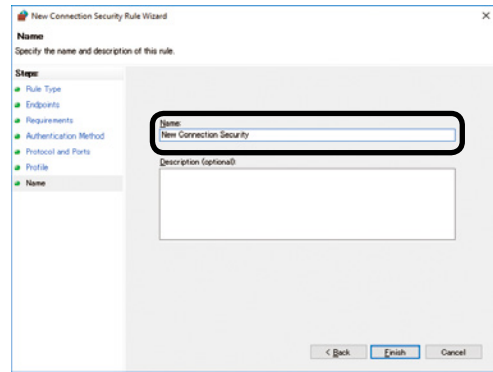 New Connection Security Rule Wizard
Name
Specify the name and description of this rule.
Steps:
Rule Type
Endpoints
Requirements
Authentication Method
Protocol and Ports
Profile
Name
Name:
New Connection Security
Description (optional):
< Back
Finish
Cancel